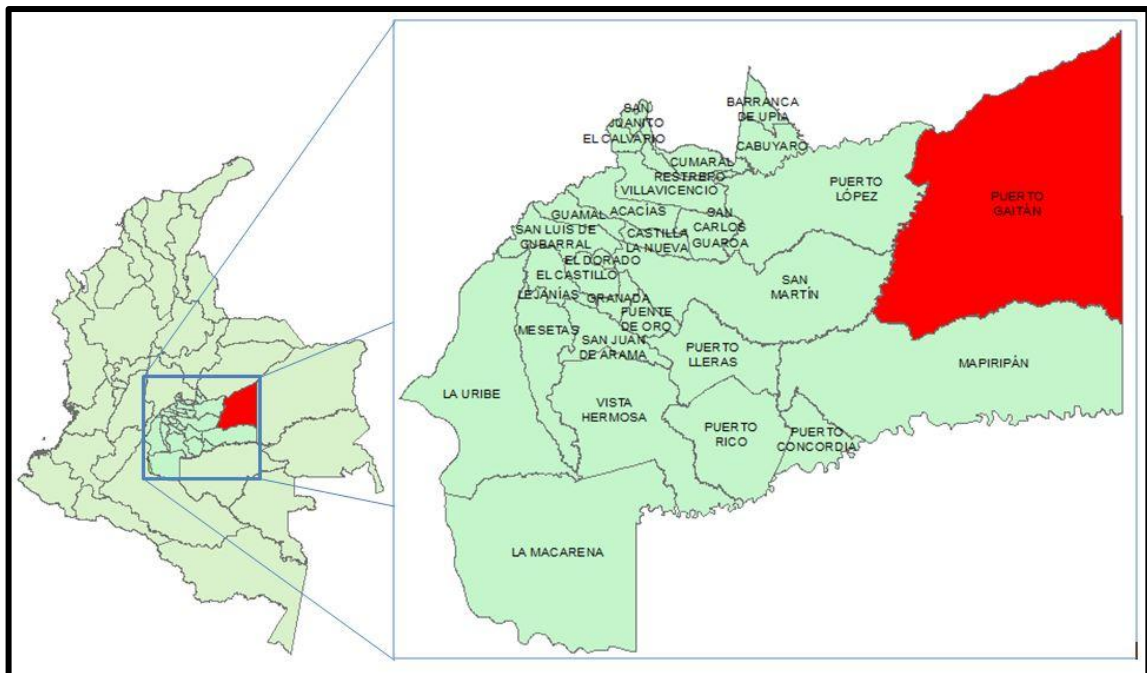 SAN
JUANITO
EL CALVARIO
BARRANCA
DE UPIA
CABUYARO
CUMARAL
RESTREPO
VILLAVICENCIO
PUERTO
LÓPEZ
PUERTO
GAITÁN
GUAMAL
ACACÍAS
SAN LUIS DE
CUBARRAL
CASTILLA
LA NUEVA
SAN
CARLOS
GUAROA
EL DORADO
EL CASTILLO
SAN
MARTÍN
LEJANÍAS
GRANADA
FUENTE
DE ORO
MESETAS
SAN JUAN
DE ARAMA
PUERTO
LLERAS
MAPIRIPÁN
LA URIBE
VISTA
HERMOSA
PUERTO
RICO
PUERTO
CONCORDIA
LA MACARENA